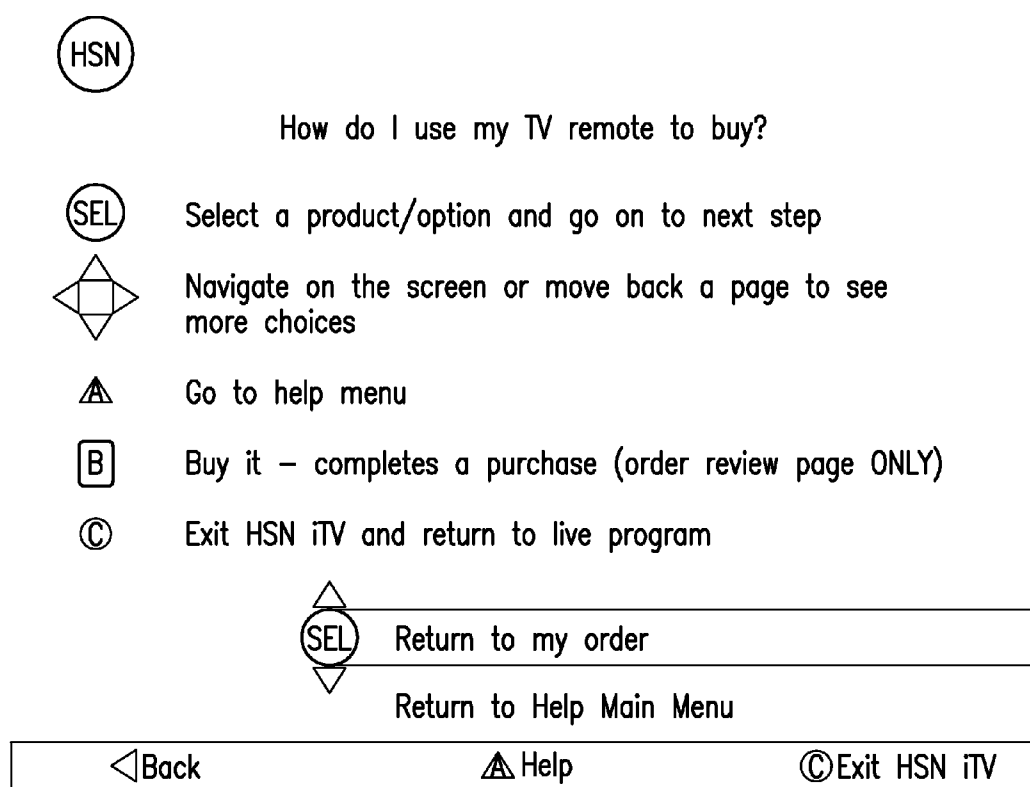 HSN
How do I use my TV remote to buy?
SEL Select a product/option and go on to next step
Navigate on the screen or move back a page to see
more choices
A Go to help menu
B Buy it – completes a purchase (order review page ONLY)
C Exit HSN iTV and return to live program
SEL Return to my order
Return to Help Main Menu
Back A Help C Exit HSN iTV